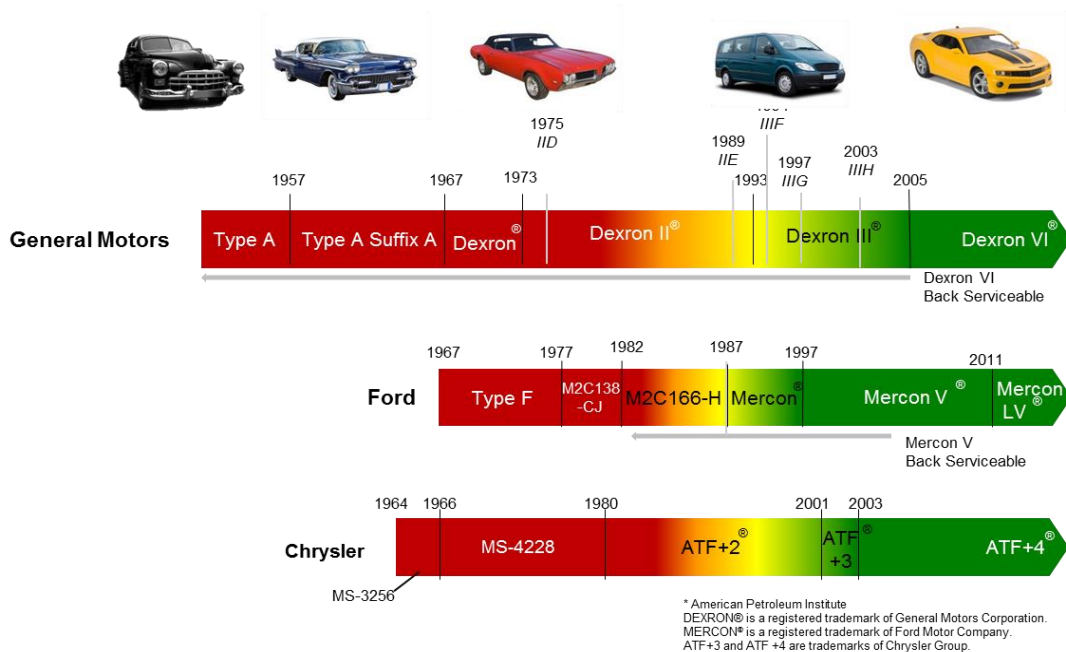 1975
IID
IIIF
1989
IIE
1993
1997
IIIG
2003
IIIH
2005
1957
1967
1973
General Motors
Type A
Type A Suffix A
Dexron®
Dexron II®
Dexron III®
Dexron VI®
Dexron VI
Back Serviceable
1967
1977
1982
1987
1997
2011
Ford
Type F
M2C138
-CJ
M2C166-H
Mercon®
Mercon V ®
Mercon
LV ®
Mercon V
Back Serviceable
1964
1966
1980
2001
2003
Chrysler
MS-4228
ATF+2®
ATF ®
+3
ATF+4®
MS-3256
* American Petroleum Institute
DEXRON® is a registered trademark of General Motors Corporation.
MERCON® is a registered trademark of Ford Motor Company.
ATF+3 and ATF +4 are trademarks of Chrysler Group.